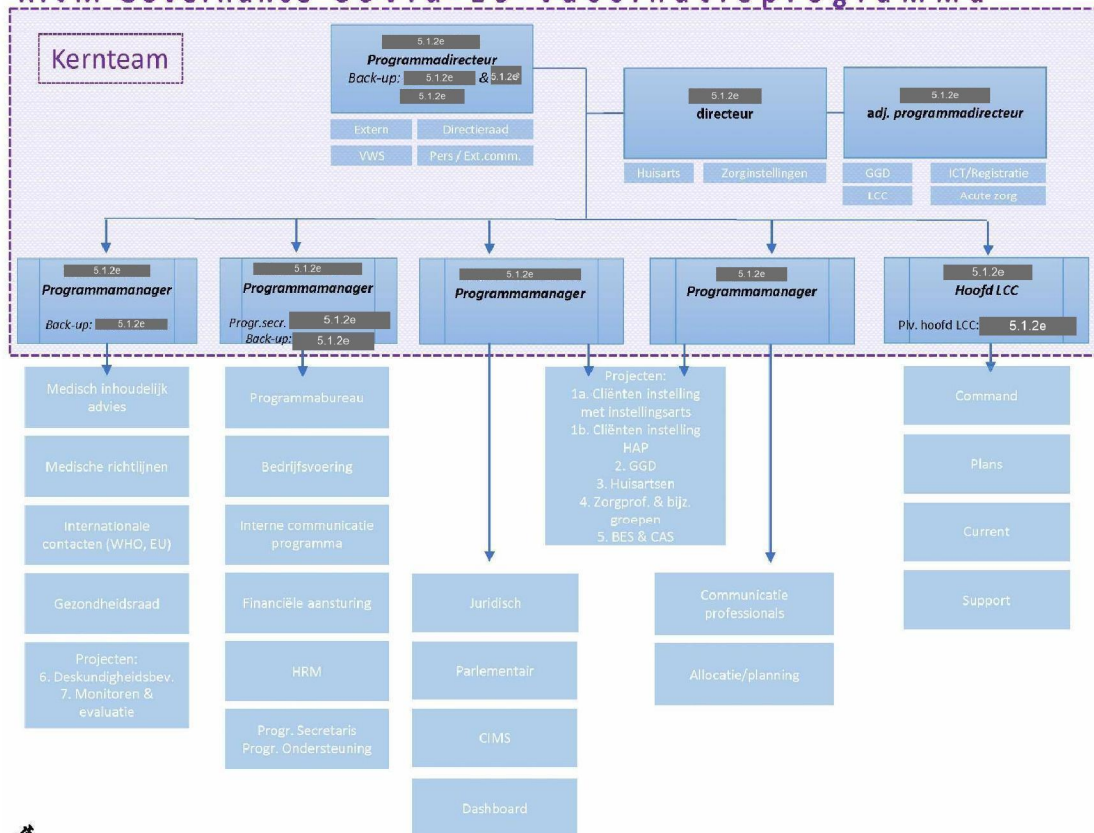 Governance Covid-19 vaccinatieprogramma
Kernteam
5.1.2e
Programmadirecteur
Back-up: 5.1.2e & 5.1.2e
5.1.2e
Extern
Directieraad
VWS
Pers / Ext.comm.
5.1.2e
directeur
Huisarts
Zorginstellingen
5.1.2e
adj. programmadirecteur
GGD
ICT/Registratie
LCC
Acute zorg
5.1.2e
Programmamanager
Back-up: 5.1.2e
5.1.2e
Programmamanager
Progr.secr. 5.1.2e
Back-up: 5.1.2e
5.1.2e
Programmamanager
5.1.2e
Programmamanager
5.1.2e
Hoofd LCC
Plv. hoofd LCC: 5.1.2e
Medisch inhoudelijk
advies
Medische richtlijnen
Internationale
contacten (WHO, EU)
Gezondheidsraad
Projecten:
6. Deskundigheidsbev.
7. Monitoren &
evaluatie
Programmabureau
Bedrijfsvoering
Interne communicatie
programma
Financiële aansturing
HRM
Progr. Secretaris
Progr. Ondersteuning
Juridisch
Parlementair
CIMS
Dashboard
Projecten:
1a. Cliënten instelling
met instellingsarts
1b. Cliënten instelling
HAP
2. GGD
3. Huisartsen
4. Zorgprof. & bijz.
groepen
5. BES & CAS
Communicatie
professionals
Allocatie/planning
Command
Plans
Current
Support